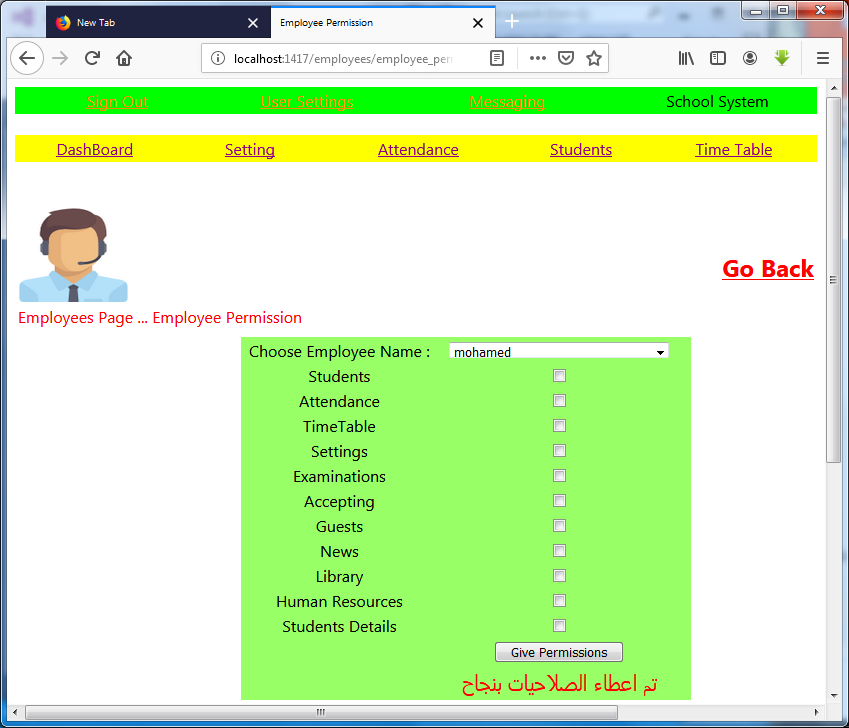 New Tab
Employee Permission
localhost:1417/employees/employee_per
Sign Out User Settings Messaging School System
DashBoard Setting Attendance Students Time Table
Go Back
Employees Page ... Employee Permission
Choose Employee Name : mohamed
Students
Attendance
TimeTable
Settings
Examinations
Accepting
Guests
News
Library
Human Resources
Students Details
Give Permissions
تم اعطاء الصلاحيات بنجاح